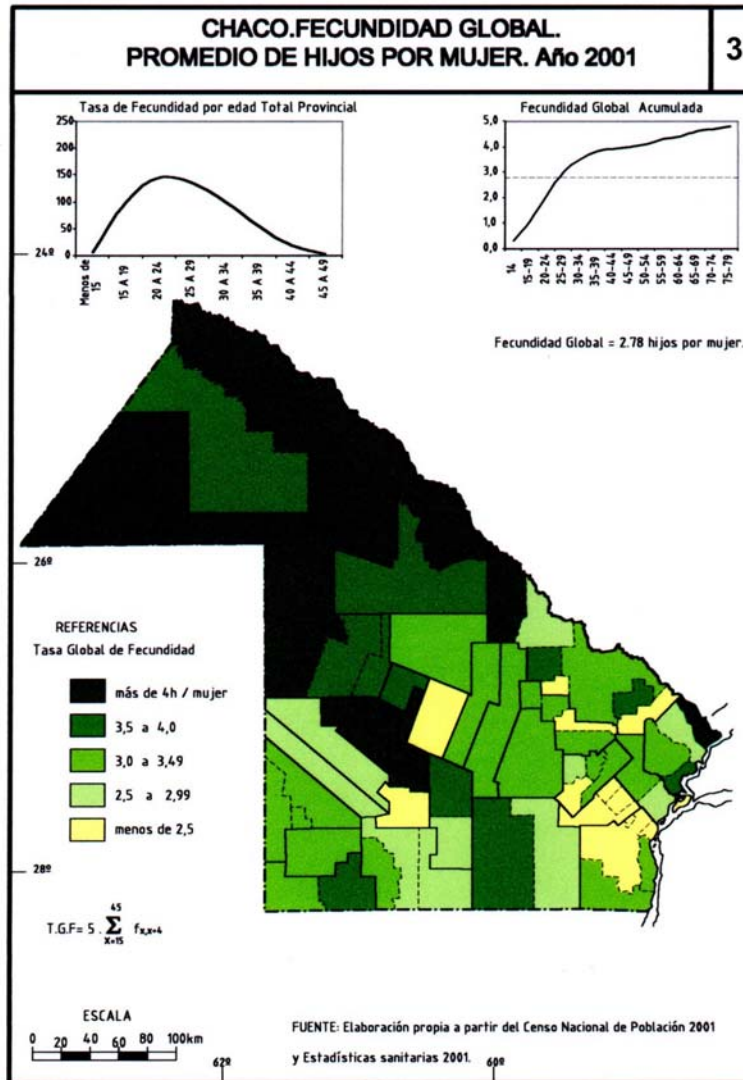 CHACO.FECUNDIDAD GLOBAL.
PROMEDIO DE HIJOS POR MUJER. Año 2001
3
Tasa de Fecundidad por edad Total Provincial
250
200
150
100
50
0
Menos de 15
15 A 19
20 A 24
25 A 29
30 A 34
35 A 39
40 A 44
45 A 49
Fecundidad Global Acumulada
5,0
4,0
3,0
2,0
1,0
0,0
14
15-19
20-24
25-29
30-34
35-39
40-44
45-49
50-54
55-59
60-64
65-69
70-74
75-79
Fecundidad Global = 2.78 hijos por mujer.
24º
26º
28º
REFERENCIAS
Tasa Global de Fecundidad
más de 4h / mujer
3,5 a 4,0
3,0 a 3,49
2,5 a 2,99
menos de 2,5
T.G.F= 5 . 45 Σ X=15 fx,x+4
ESCALA
0 20 40 60 80 100km
FUENTE: Elaboración propia a partir del Censo Nacional de Población 2001
y Estadísticas sanitarias 2001.
62º
60º